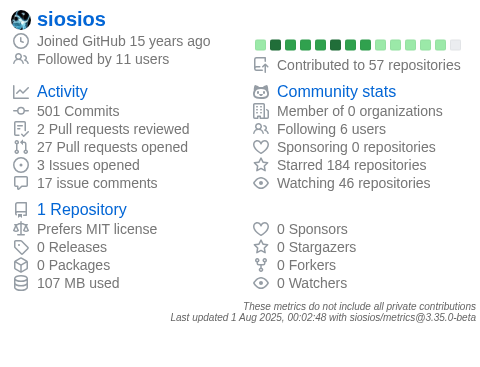 siosios
Joined GitHub 15 years ago
Followed by 11 users
Contributed to 57 repositories
Activity
501 Commits
2 Pull requests reviewed
27 Pull requests opened
3 Issues opened
17 issue comments
Community stats
Member of 0 organizations
Following 6 users
Sponsoring 0 repositories
Starred 184 repositories
Watching 46 repositories
1 Repository
Prefers MIT license
0 Releases
0 Packages
107 MB used
0 Sponsors
0 Stargazers
0 Forkers
0 Watchers
These metrics do not include all private contributions
Last updated 1 Aug 2025, 00:02:48 with siosios/metrics@3.35.0-beta